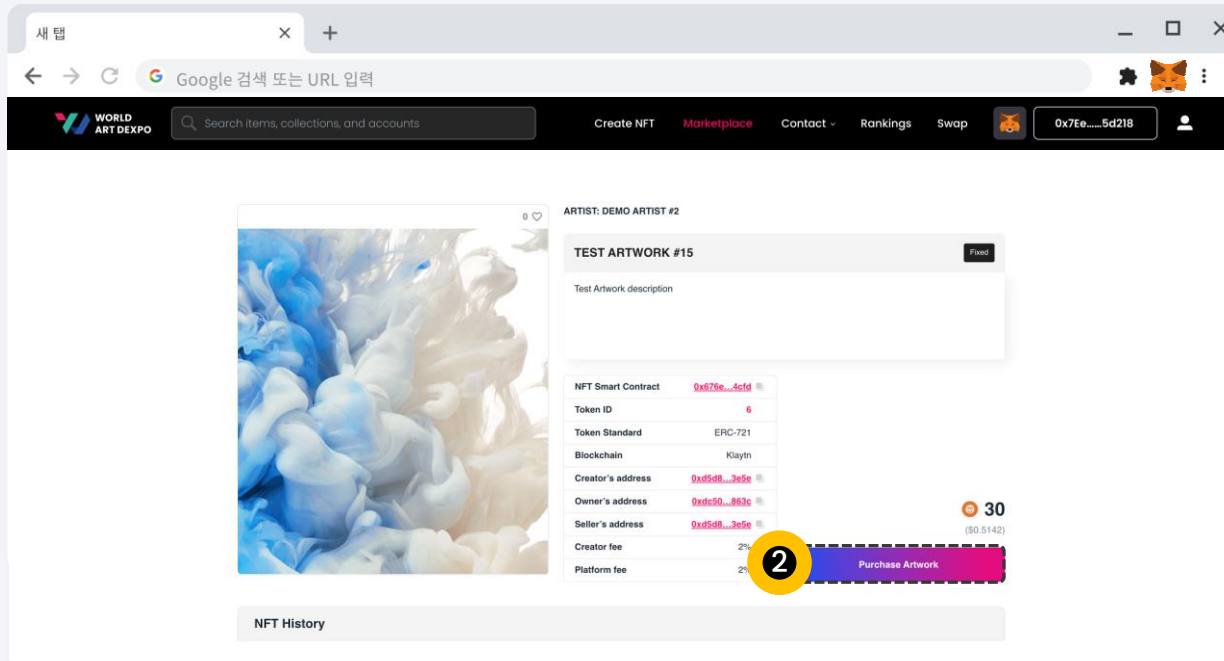 새 탭
Google 검색 또는 URL 입력
WORLD
ART DEXPO
Search items, collections, and accounts
Create NFT
Marketplace
Contact
Rankings
Swap
0x7Ee......5d218
0
ARTIST: DEMO ARTIST #2
TEST ARTWORK #15
Fixed
Test Artwork description
NFT Smart Contract 0x676e...4cfd
Token ID 6
Token Standard ERC-721
Blockchain Klaytn
Creator's address 0xd5d8...3e5e
Owner's address 0xdc50...863c
Seller's address 0xd5d8...3e5e
Creator fee 2%
Platform fee 2%
30
($0.5142)
2
Purchase Artwork
NFT History